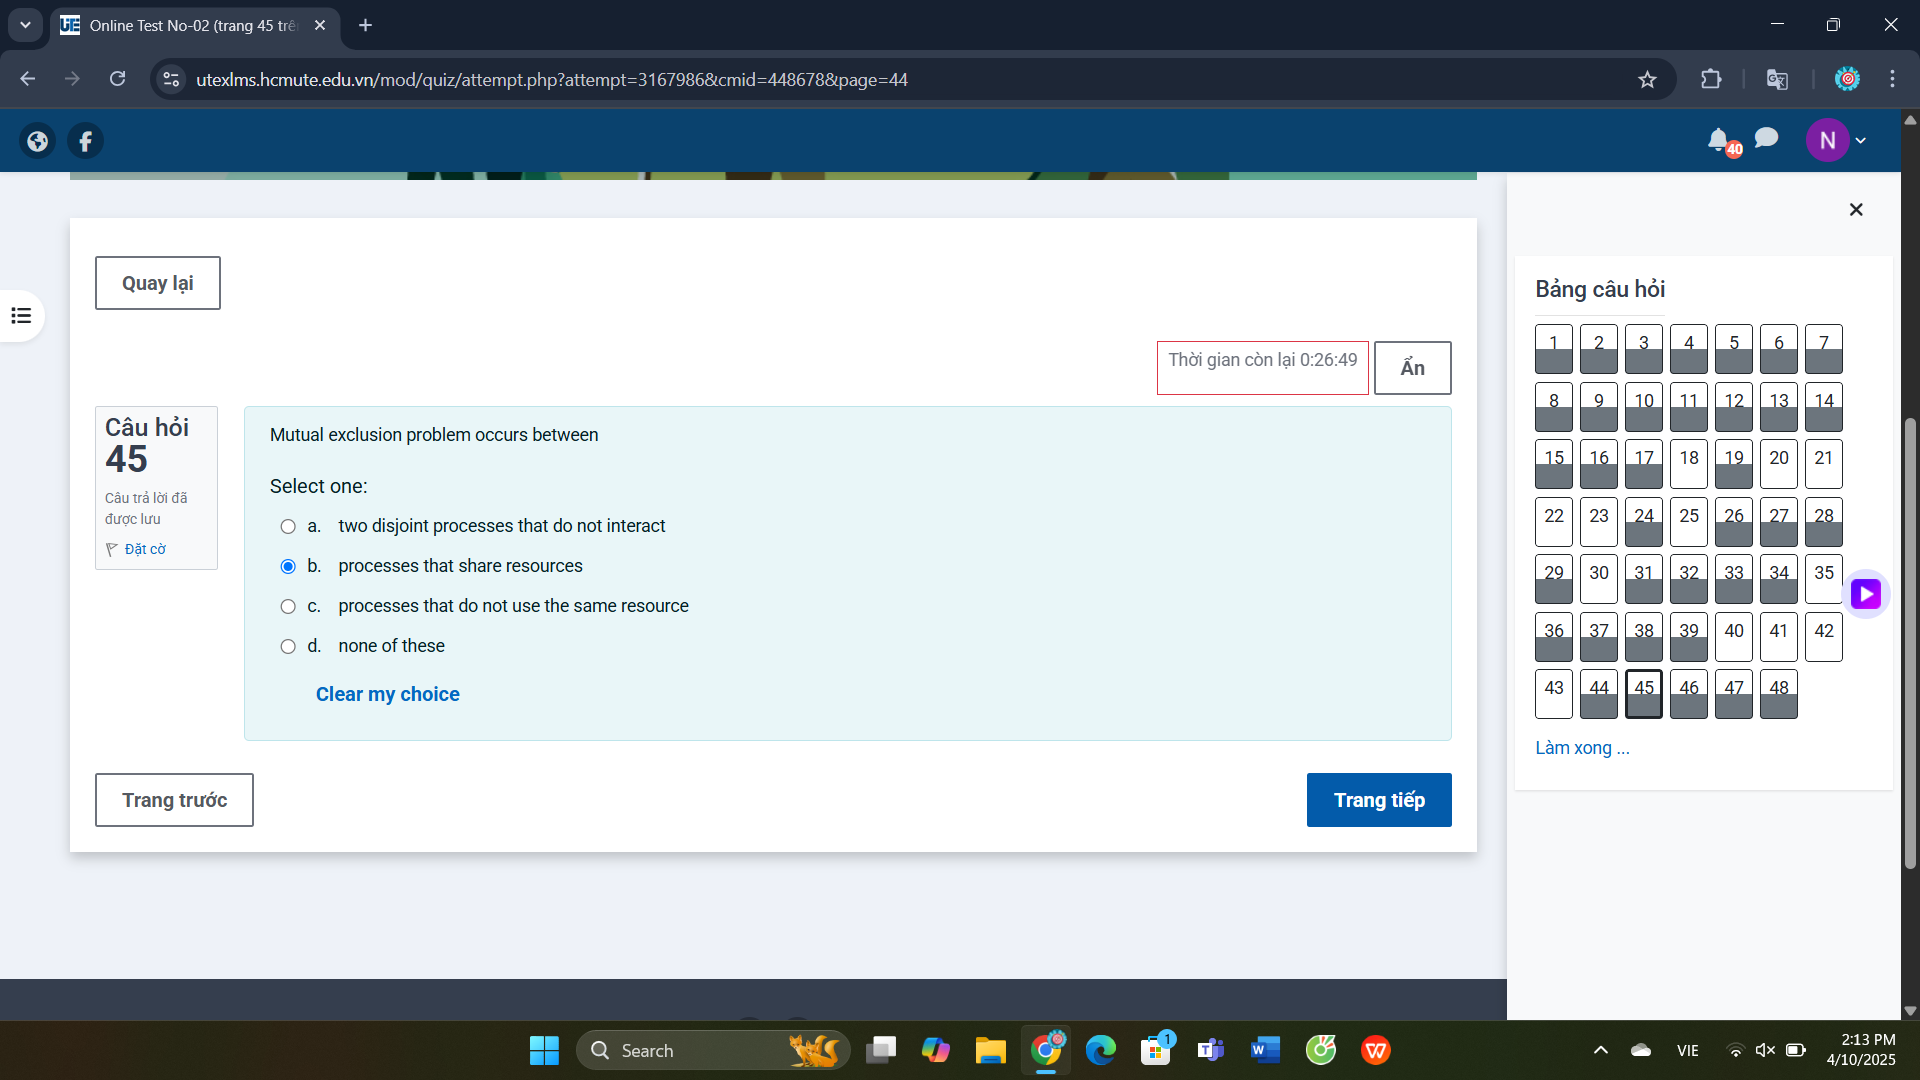 Online Test No-02 (trang 45 trê
utexlms.hcmute.edu.vn/mod/quiz/attempt.php?attempt=3167986&cmid=448678&page=44
40
N
Quay lại
Thời gian còn lại 0:26:49
Ẩn
Câu hỏi
45
Câu trả lời đã
được lưu
Đặt cờ
Mutual exclusion problem occurs between
Select one:
a. two disjoint processes that do not interact
b. processes that share resources
c. processes that do not use the same resource
d. none of these
Clear my choice
Trang trước
Trang tiếp
Bảng câu hỏi
1 2 3 4 5 6 7
8 9 10 11 12 13 14
15 16 17 18 19 20 21
22 23 24 25 26 27 28
29 30 31 32 33 34 35
36 37 38 39 40 41 42
43 44 45 46 47 48
Làm xong ...
Search
1
VIE
2:13 PM
4/10/2025